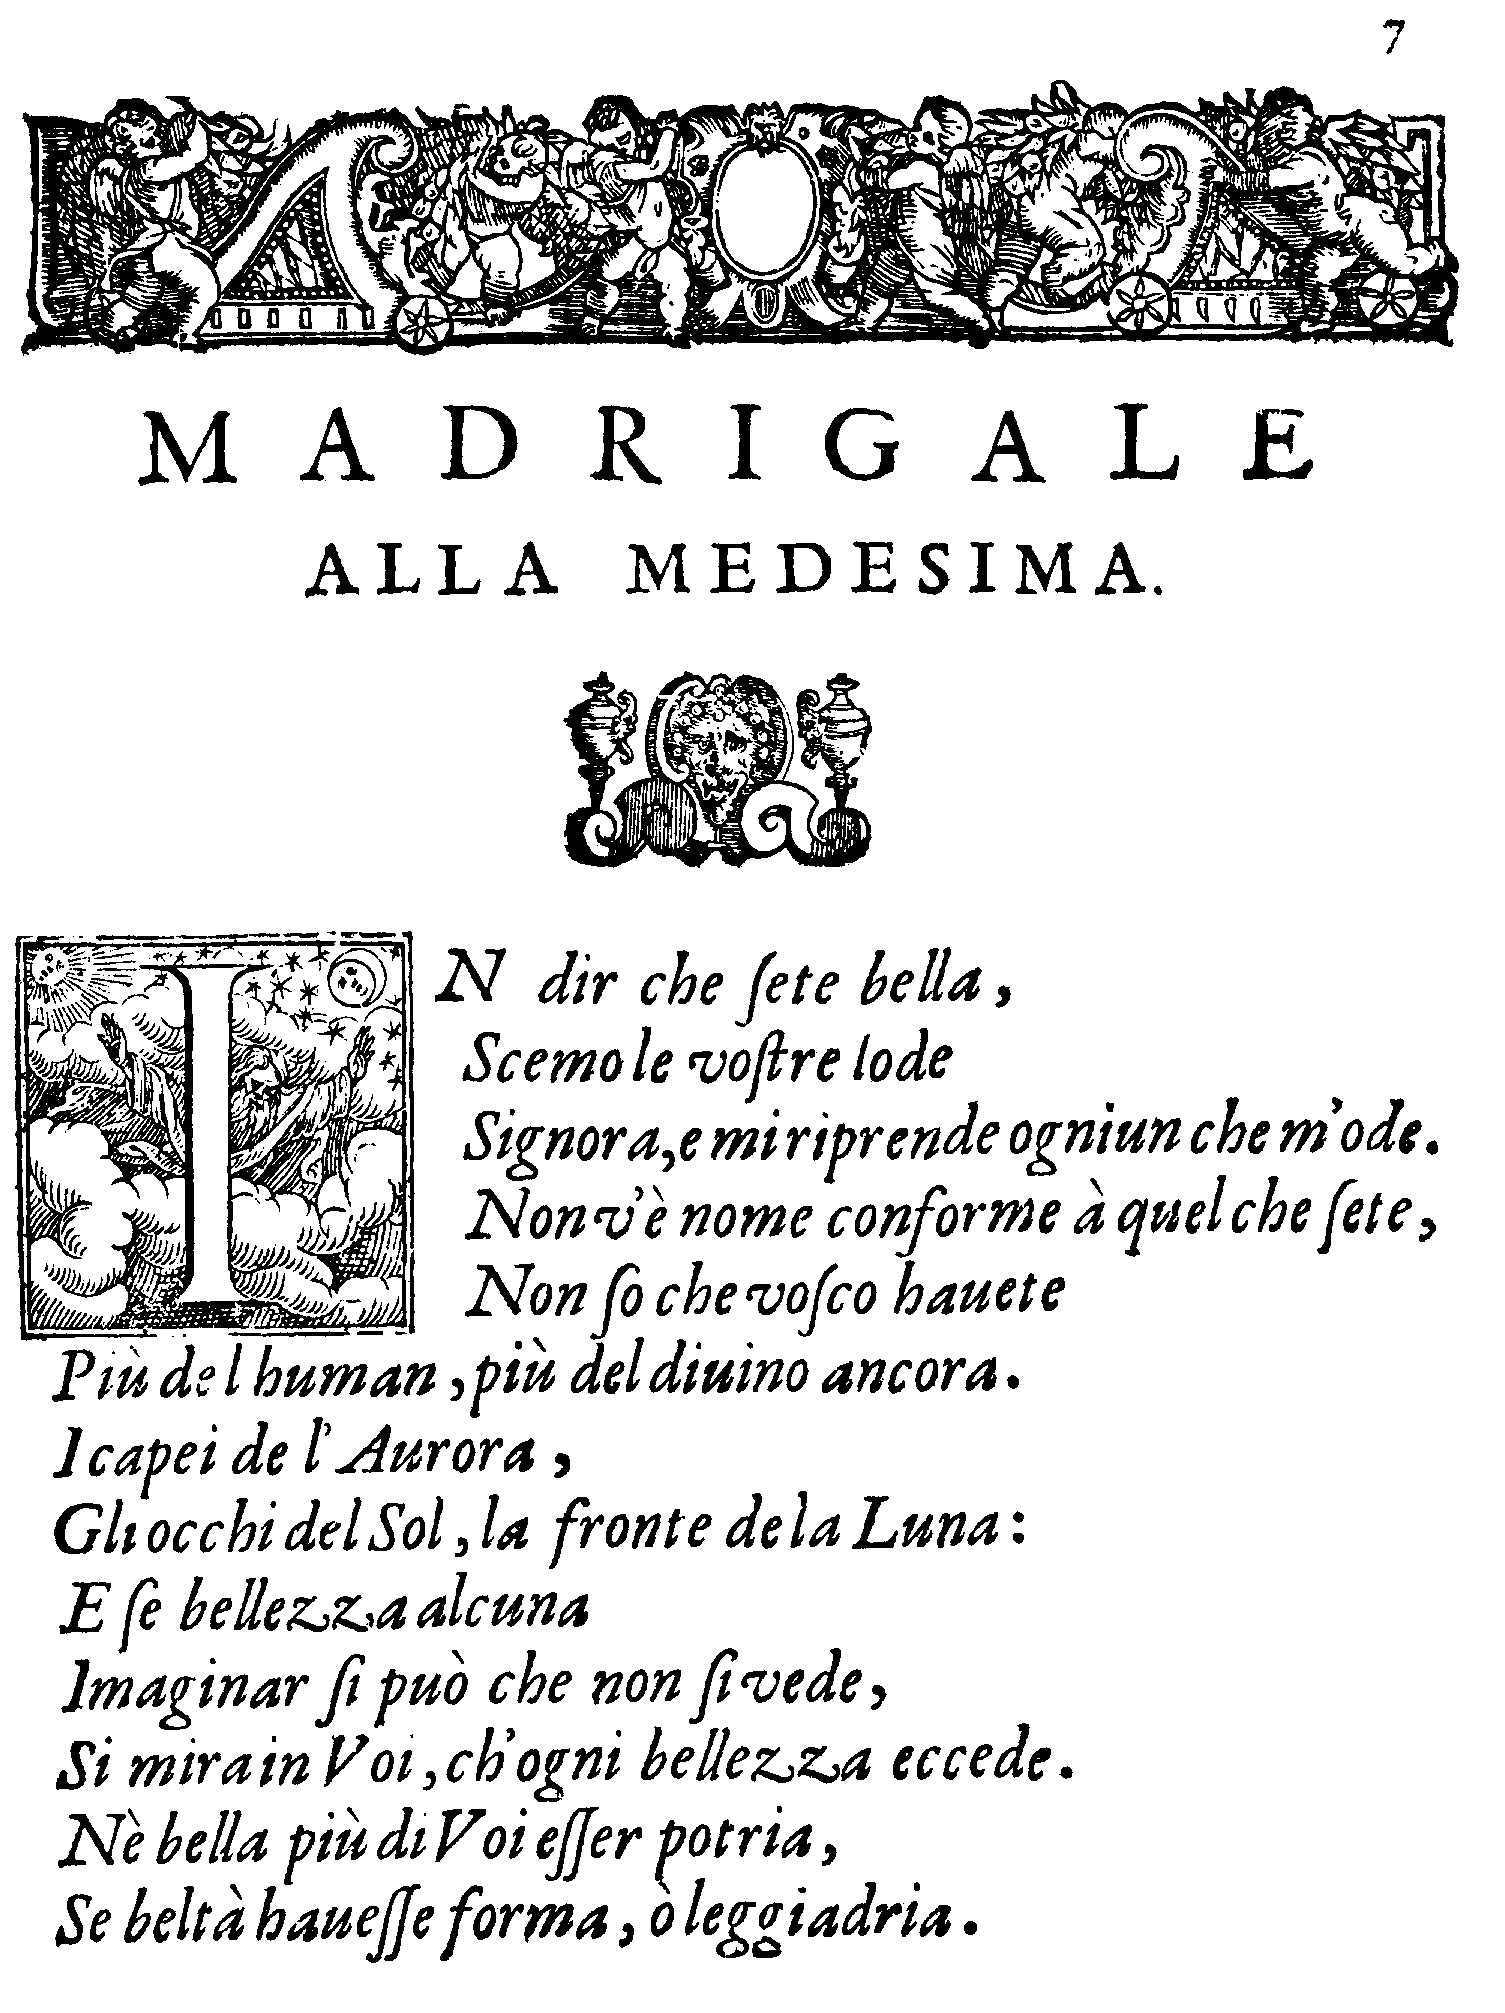 7
MADRIGALE
ALLA MEDESIMA.
IN dir che ſete bella,
Scemo le voſtre lode
Signora, e mi riprende ogniun che m'ode.
Non v'è nome conforme à quel che ſete,
Non ſo che voſco hauete
Più del human, più del diuino ancora.
I capei de l'Aurora,
Gli occhi del Sol, la fronte de la Luna:
E ſe bellezza alcuna
Imaginar ſi può che non ſi vede,
Si mira in Voi, ch'ogni bellezza eccede.
Nè bella più di Voi eſſer potria,
Se beltà haueſſe forma, ò leggiadria.